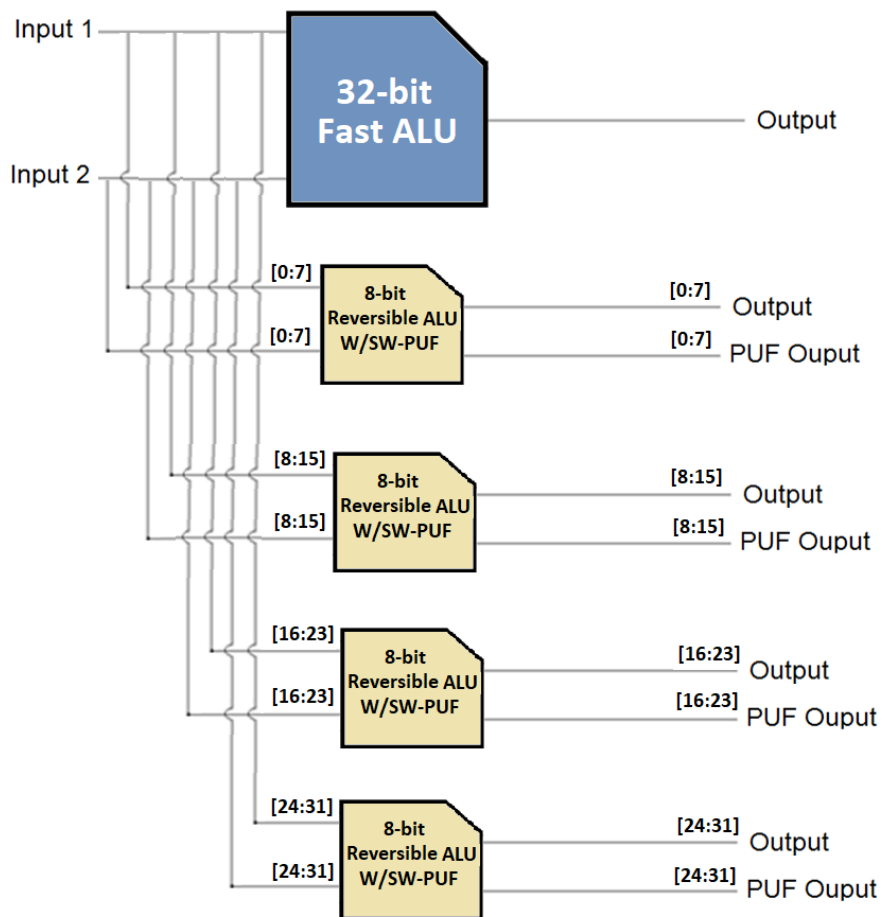 Input 1
32-bit
Fast ALU
Output
Input 2
[0:7]
8-bit
Reversible ALU
W/SW-PUF
[0:7]
[0:7]
Output
[0:7]
PUF Ouput
[8:15]
8-bit
Reversible ALU
W/SW-PUF
[8:15]
[8:15]
Output
[8:15]
PUF Ouput
[16:23]
8-bit
Reversible ALU
W/SW-PUF
[16:23]
[16:23]
Output
[16:23]
PUF Ouput
[24:31]
8-bit
Reversible ALU
W/SW-PUF
[24:31]
[24:31]
Output
[24:31]
PUF Ouput